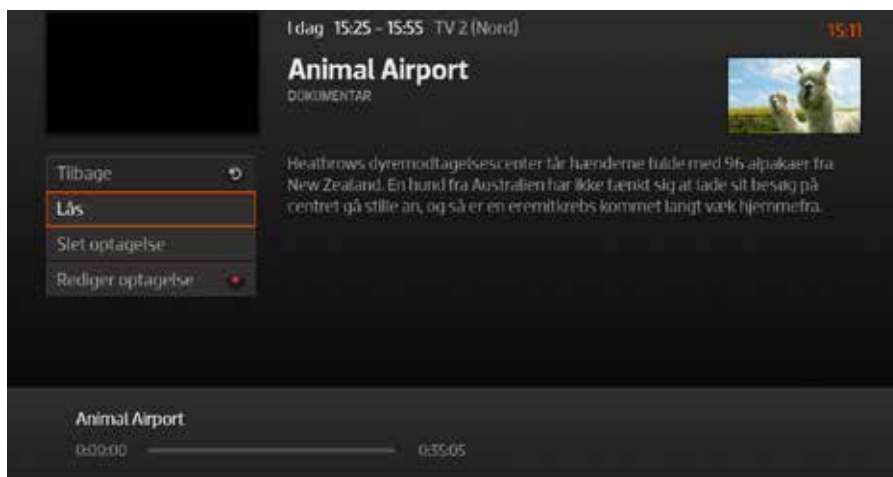 I dag 15:25 - 15:55 TV 2 (Nord)
15:11
Animal Airport
DOKUMENTAR
Heathrows dyremodtagelsescenter får hænderne fulde med 96 alpakaer fra
New Zealand. En hund fra Australien har ikke tænkt sig at lade sit besøg på
centret gå stille an, og så er en eremitkrebs kommet langt væk hjemmefra.
Tilbage
Lås
Slet optagelse
Rediger optagelse
Animal Airport
0:00:00
0:35:05